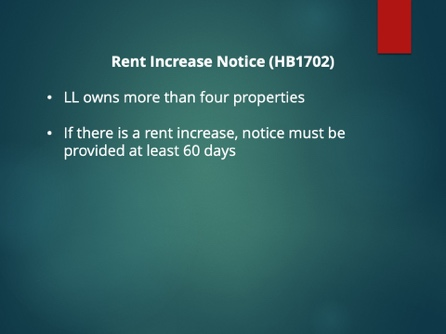 Rent Increase Notice (HB1702)
• LL owns more than four properties
• If there is a rent increase, notice must be
provided at least 60 days